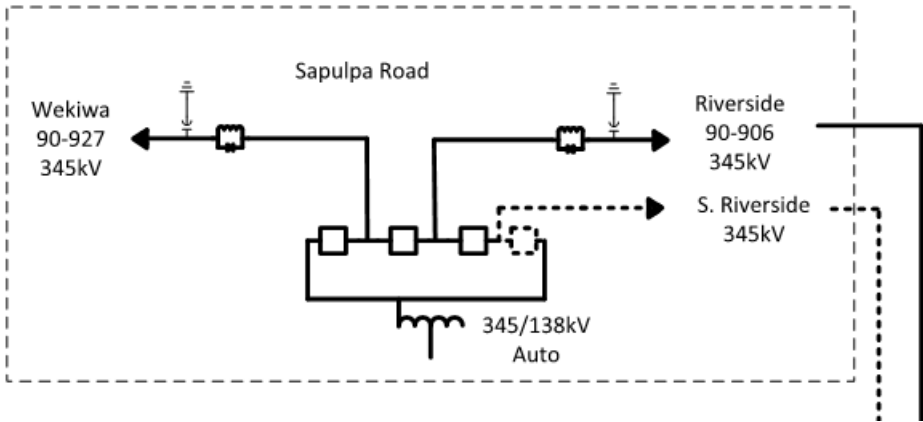 Sapulpa Road
Wekiwa
90-927
345kV
Riverside
90-906
345kV
S. Riverside
345kV
345/138kV
Auto